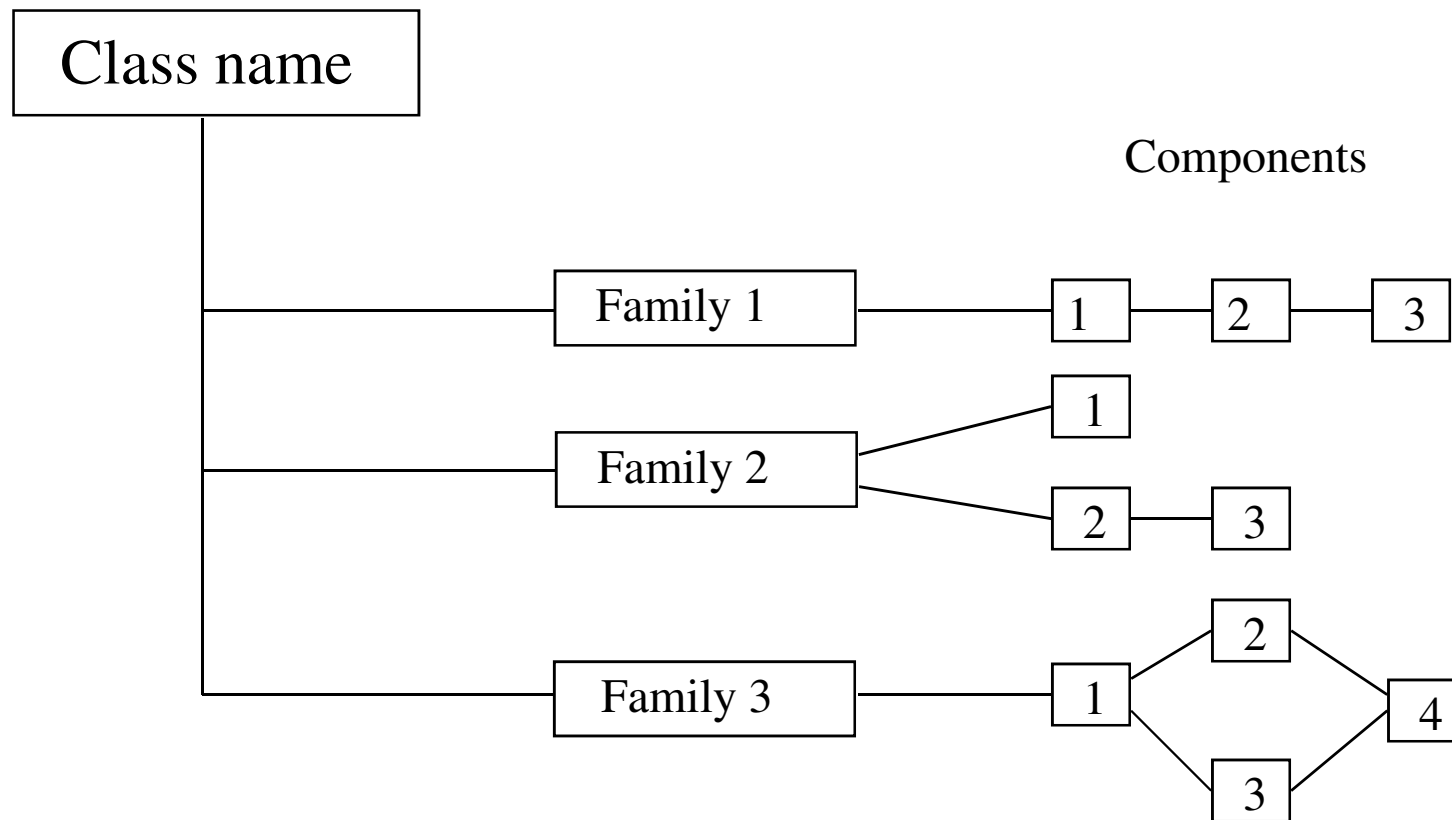 Class name
Components
Family 1 1 2 3
1
Family 2
2 3
2
Family 3 1
4
3